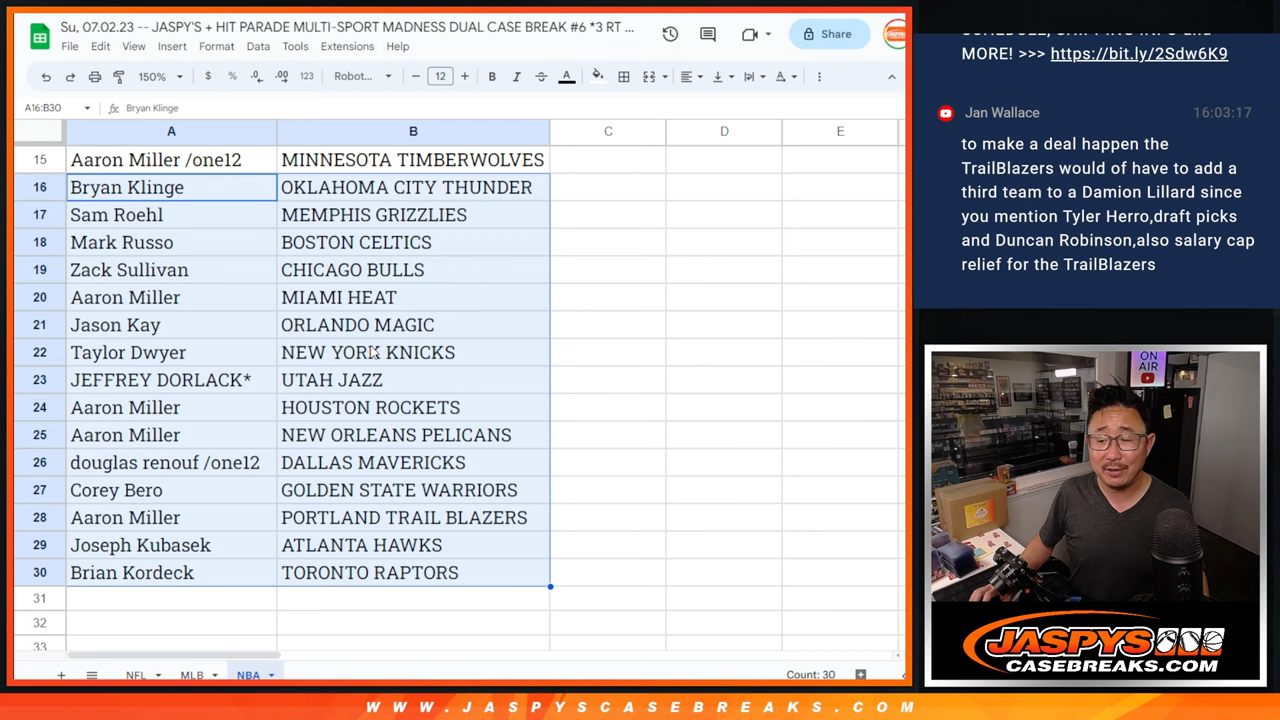 Su, 07.02.23 -- JASPY'S + HIT PARADE MULTI-SPORT MADNESS DUAL CASE BREAK #6 *3 RT ...
File Edit View Insert Format Data Tools Extensions Help
Share
150% $ % .0 .00 123 Robot... 12 B I A
A16:B30 fx Bryan Klinge
A B C D E
15 Aaron Miller /one12 MINNESOTA TIMBERWOLVES
16 Bryan Klinge OKLAHOMA CITY THUNDER
17 Sam Roehl MEMPHIS GRIZZLIES
18 Mark Russo BOSTON CELTICS
19 Zack Sullivan CHICAGO BULLS
20 Aaron Miller MIAMI HEAT
21 Jason Kay ORLANDO MAGIC
22 Taylor Dwyer NEW YORK KNICKS
23 JEFFREY DORLACK* UTAH JAZZ
24 Aaron Miller HOUSTON ROCKETS
25 Aaron Miller NEW ORLEANS PELICANS
26 douglas renouf /one12 DALLAS MAVERICKS
27 Corey Bero GOLDEN STATE WARRIORS
28 Aaron Miller PORTLAND TRAIL BLAZERS
29 Joseph Kubasek ATLANTA HAWKS
30 Brian Kordeck TORONTO RAPTORS
31
32
33
NFL MLB NBA Count: 30
MORE! >>> https://bit.ly/2Sdw6K9
Jan Wallace 16:03:17
to make a deal happen the
TrailBlazers would of have to add a
third team to a Damion Lillard since
you mention Tyler Herro,draft picks
and Duncan Robinson,also salary cap
relief for the TrailBlazers
ON
AIR
JASPYS
CASEBREAKS.COM
WWW.JASPYSCASEBREAKS.COM